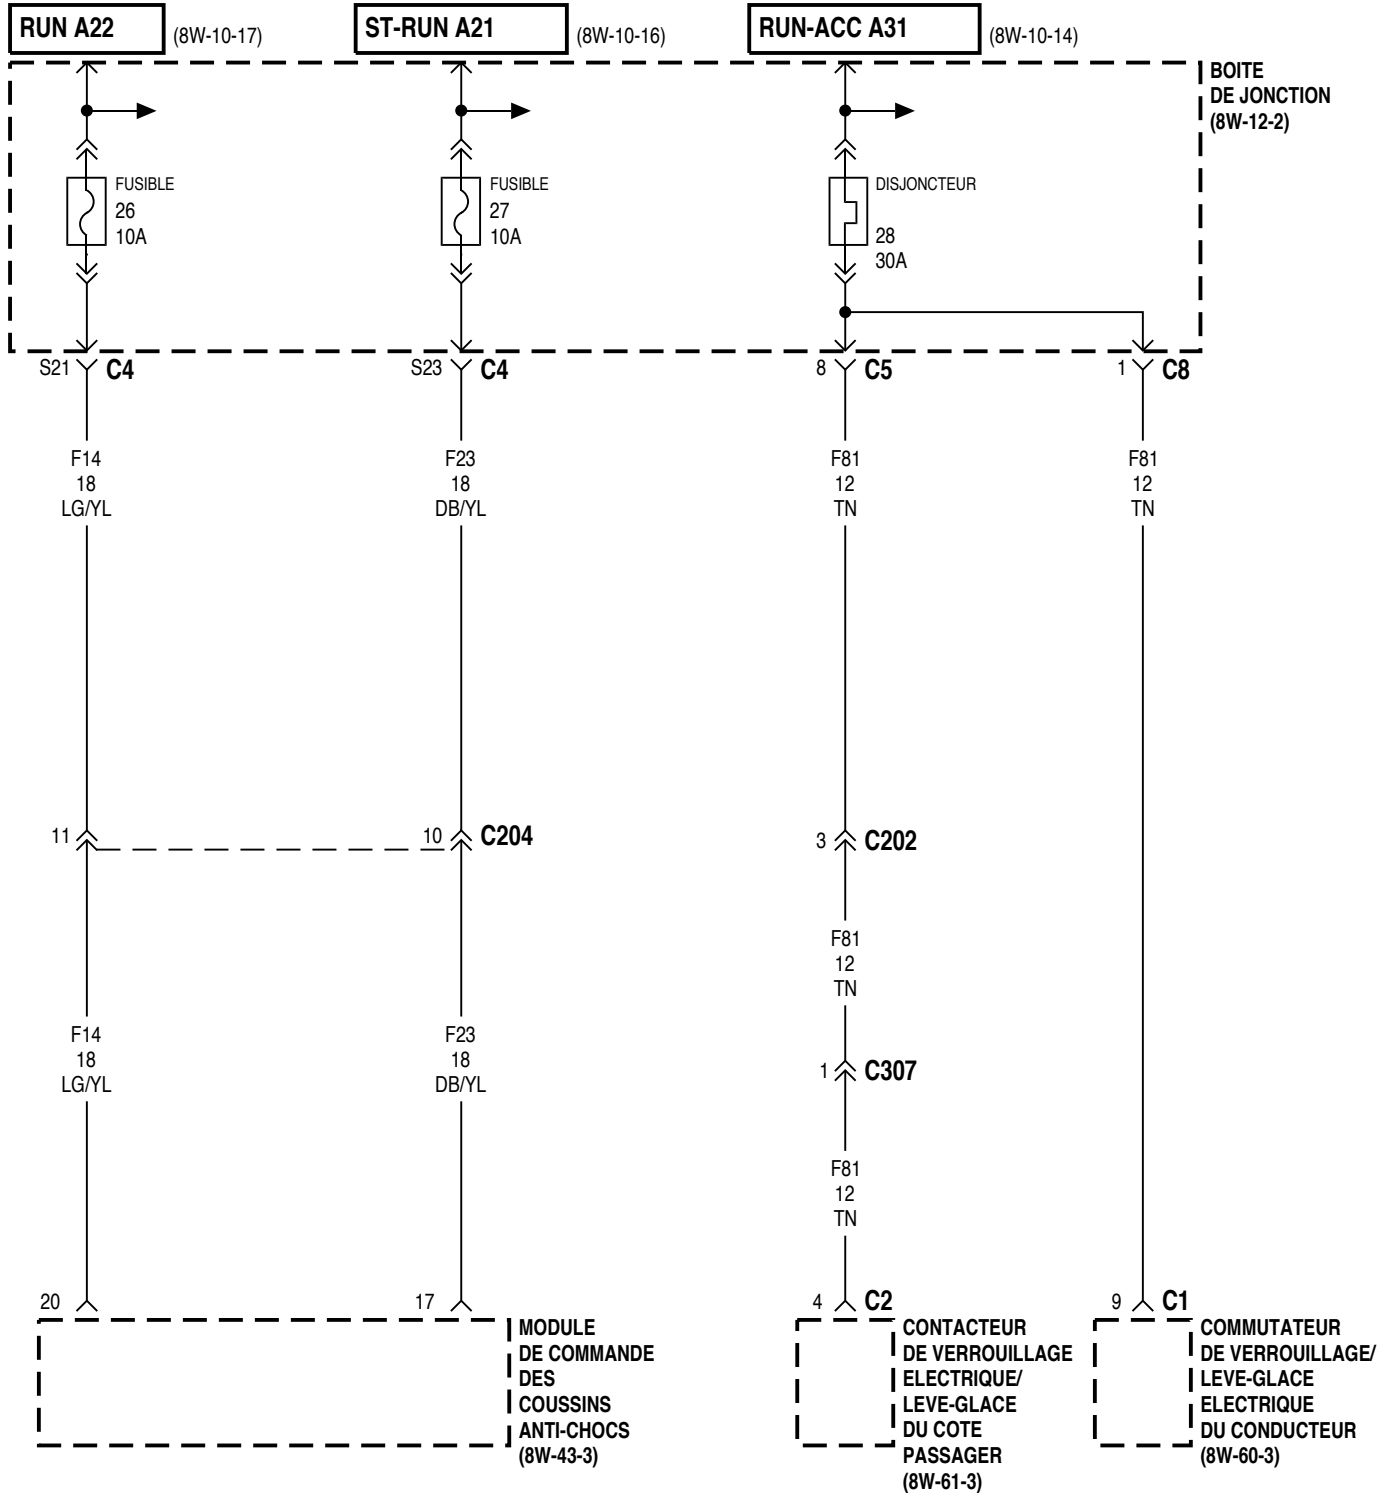 RUN A22 (8W-10-17) ST-RUN A21 (8W-10-16) RUN-ACC A31 (8W-10-14)
BOITE
DE JONCTION
(8W-12-2)
FUSIBLE
26
10A
FUSIBLE
27
10A
DISJONCTEUR
28
30A
S21 C4 S23 C4 8 C5 1 C8
F14
18
LG/YL
F23
18
DB/YL
F81
12
TN
F81
12
TN
11 10 C204 3 C202
F81
12
TN
F14
18
LG/YL
F23
18
DB/YL
1 C307
F81
12
TN
20 17 4 C2 9 C1
MODULE
DE COMMANDE
DES
COUSSINS
ANTI-CHOCS
(8W-43-3)
CONTACTEUR
DE VERROUILLAGE
ELECTRIQUE/
LEVE-GLACE
DU COTE
PASSAGER
(8W-61-3)
COMMUTATEUR
DE VERROUILLAGE/
LEVE-GLACE
ELECTRIQUE
DU CONDUCTEUR
(8W-60-3)